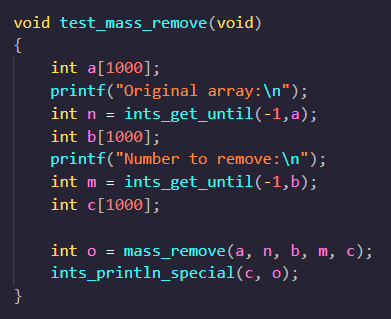 void test_mass_remove(void)
{
    int a[1000];
    printf("Original array:\n");
    int n = ints_get_until(-1,a);
    int b[1000];
    printf("Number to remove:\n");
    int m = ints_get_until(-1,b);
    int c[1000];

    int o = mass_remove(a, n, b, m, c);
    ints_println_special(c, o);
}